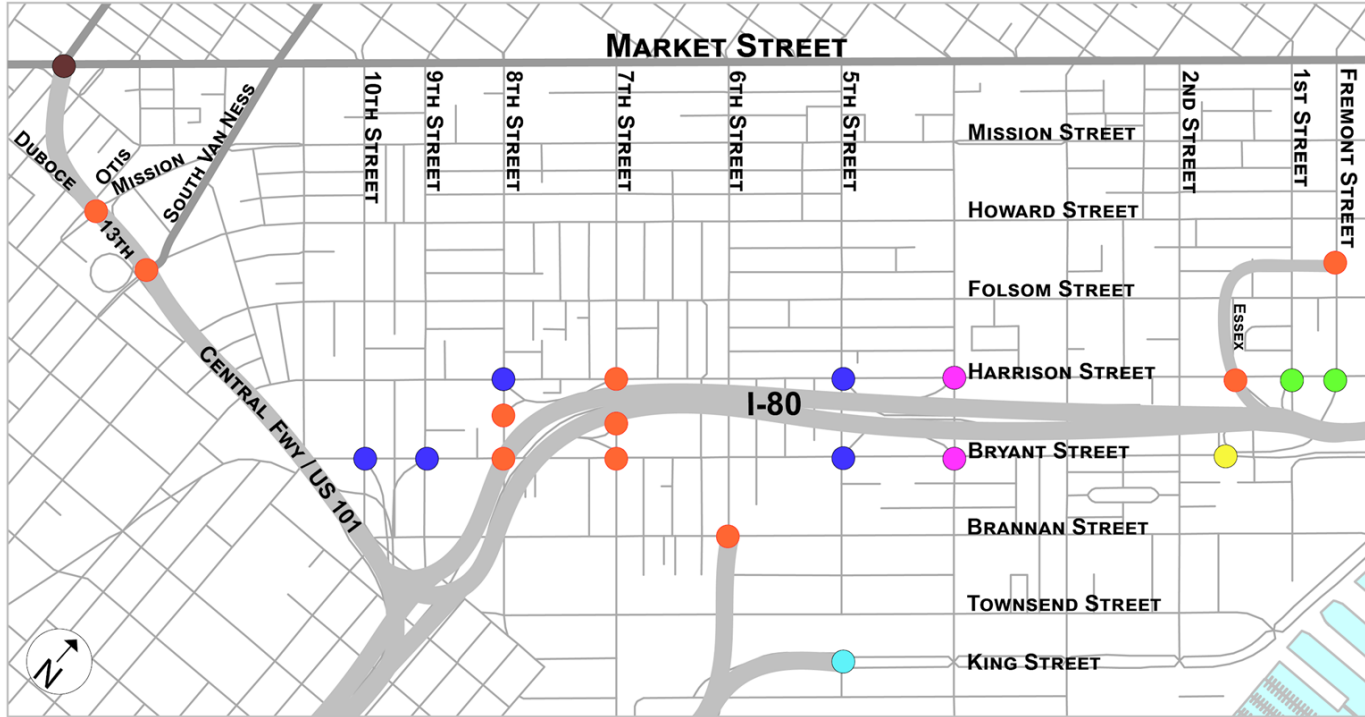 Market Street
10th Street
9th Street
8th Street
7th Street
6th Street
5th Street
2nd Street
1st Street
Fremont Street
Mission Street
Howard Street
Folsom Street
Harrison Street
Bryant Street
Brannan Street
Townsend Street
King Street
Duboce
Otis
Mission
South Van Ness
13th
Central Fwy / US 101
I-80
Essex
N